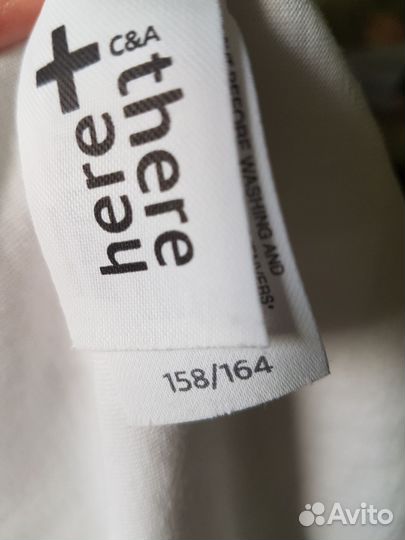 C&A
here+there
BEFORE WASHING AND
158/164
Avito